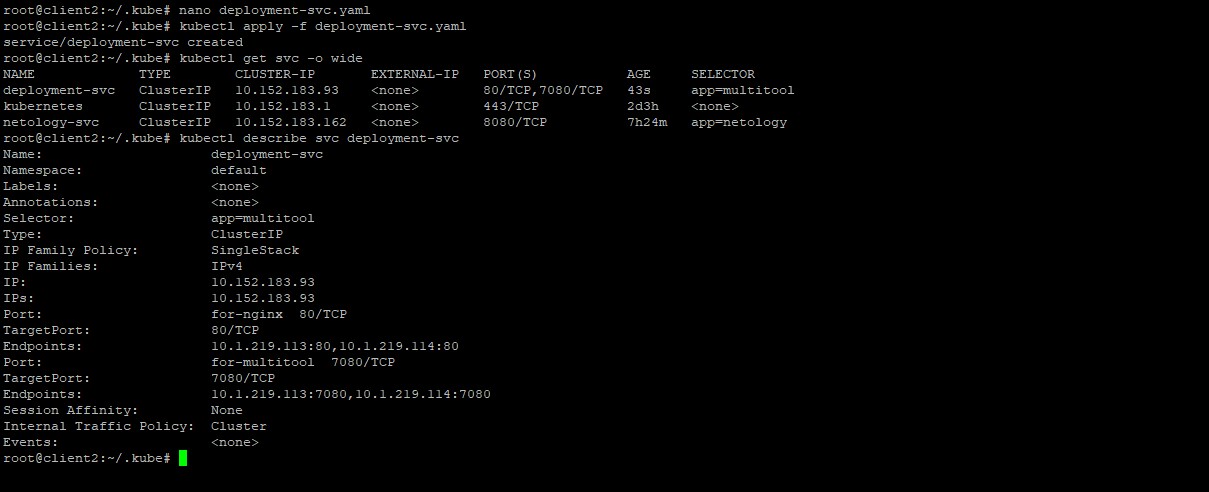 root@client2:~/.kube# nano deployment-svc.yaml
root@client2:~/.kube# kubectl apply -f deployment-svc.yaml
service/deployment-svc created
root@client2:~/.kube# kubectl get svc -o wide
NAME             TYPE        CLUSTER-IP       EXTERNAL-IP   PORT(S)           AGE     SELECTOR
deployment-svc   ClusterIP   10.152.183.93    <none>        80/TCP,7080/TCP   43s     app=multitool
kubernetes       ClusterIP   10.152.183.1     <none>        443/TCP           2d3h    <none>
netology-svc     ClusterIP   10.152.183.162   <none>        8080/TCP          7h24m   app=netology
root@client2:~/.kube# kubectl describe svc deployment-svc
Name:                     deployment-svc
Namespace:                default
Labels:                   <none>
Annotations:              <none>
Selector:                 app=multitool
Type:                     ClusterIP
IP Family Policy:         SingleStack
IP Families:              IPv4
IP:                       10.152.183.93
IPs:                      10.152.183.93
Port:                     for-nginx  80/TCP
TargetPort:               80/TCP
Endpoints:                10.1.219.113:80,10.1.219.114:80
Port:                     for-multitool  7080/TCP
TargetPort:               7080/TCP
Endpoints:                10.1.219.113:7080,10.1.219.114:7080
Session Affinity:         None
Internal Traffic Policy:  Cluster
Events:                   <none>
root@client2:~/.kube#